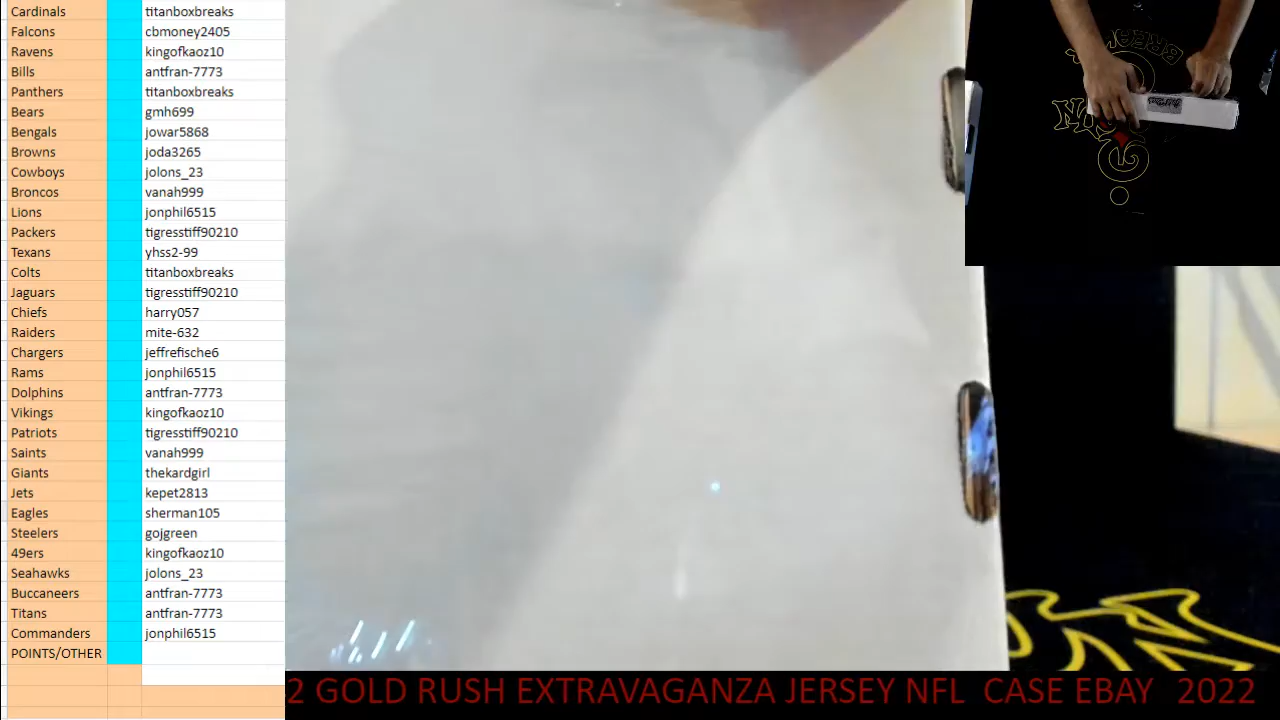 Cardinals titanboxbreaks
Falcons cbmoney2405
Ravens kingofkaoz10
Bills antfran-7773
Panthers titanboxbreaks
Bears gmh699
Bengals jowar5868
Browns joda3265
Cowboys jolons_23
Broncos vanah999
Lions jonphil6515
Packers tigresstiff90210
Texans yhss2-99
Colts titanboxbreaks
Jaguars tigresstiff90210
Chiefs harry057
Raiders mite-632
Chargers jeffrefische6
Rams jonphil6515
Dolphins antfran-7773
Vikings kingofkaoz10
Patriots tigresstiff90210
Saints vanah999
Giants thekardgirl
Jets kepet2813
Eagles sherman105
Steelers gojgreen
49ers kingofkaoz10
Seahawks jolons_23
Buccaneers antfran-7773
Titans antfran-7773
Commanders jonphil6515
POINTS/OTHER
2 GOLD RUSH EXTRAVAGANZA JERSEY NFL CASE EBAY 2022